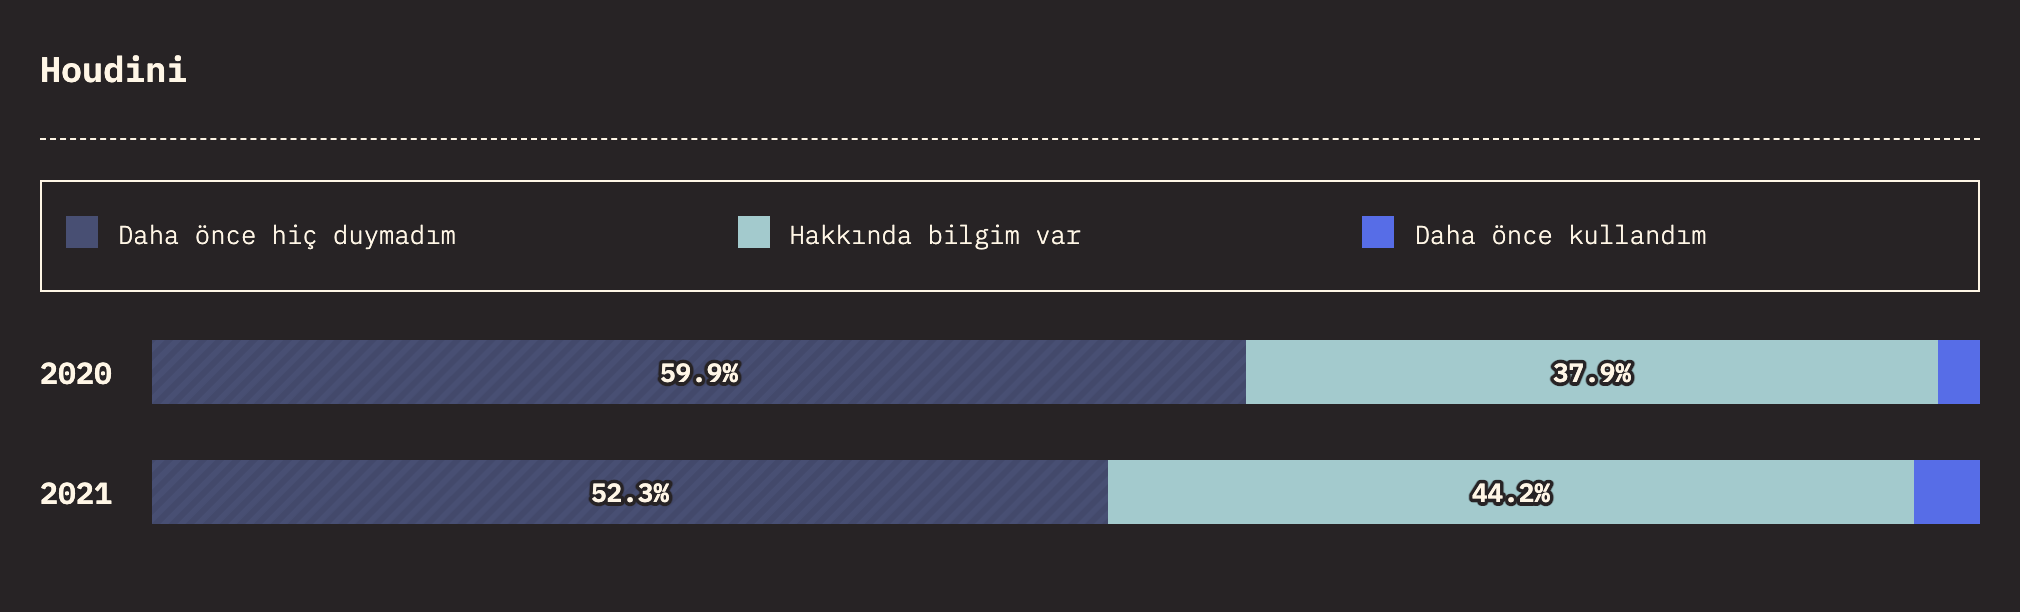 Houdini
Daha önce hiç duymadım
Hakkında bilgim var
Daha önce kullandım
2020
59.9%
37.9%
2021
52.3%
44.2%